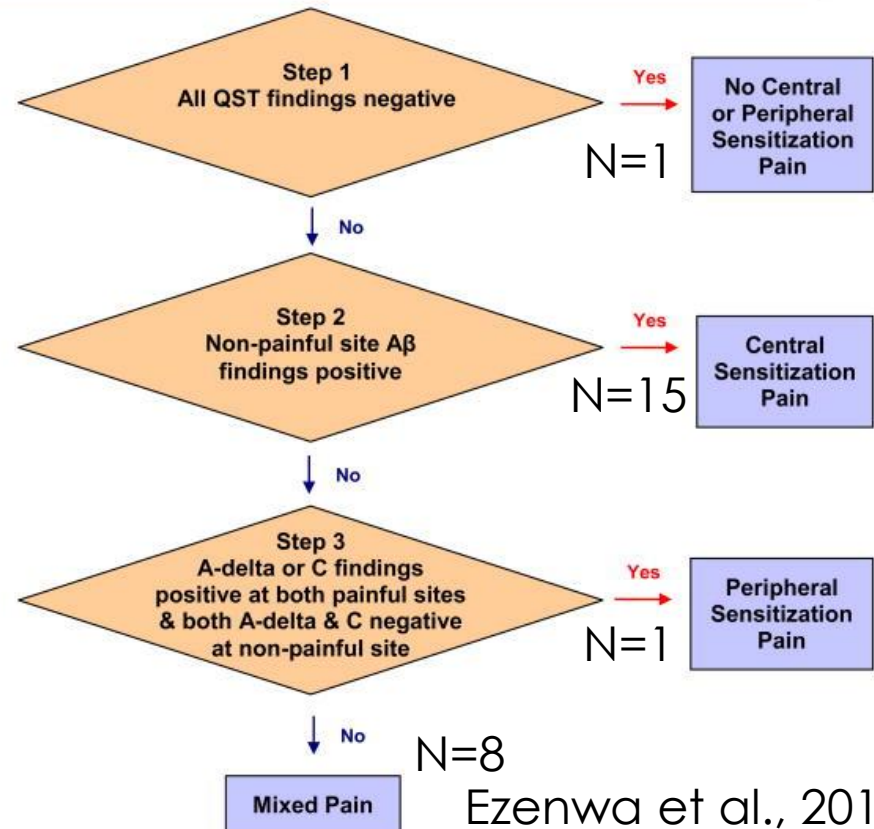 Step 1
All QST findings negative
Yes
N=1
No Central
or Peripheral
Sensitization
Pain
No
Step 2
Non-painful site Aβ
findings positive
Yes
N=15
Central
Sensitization
Pain
No
Step 3
A-delta or C findings
positive at both painful sites
& both A-delta & C negative
at non-painful site
Yes
N=1
Peripheral
Sensitization
Pain
No
N=8
Mixed Pain
Ezenwa et al., 201